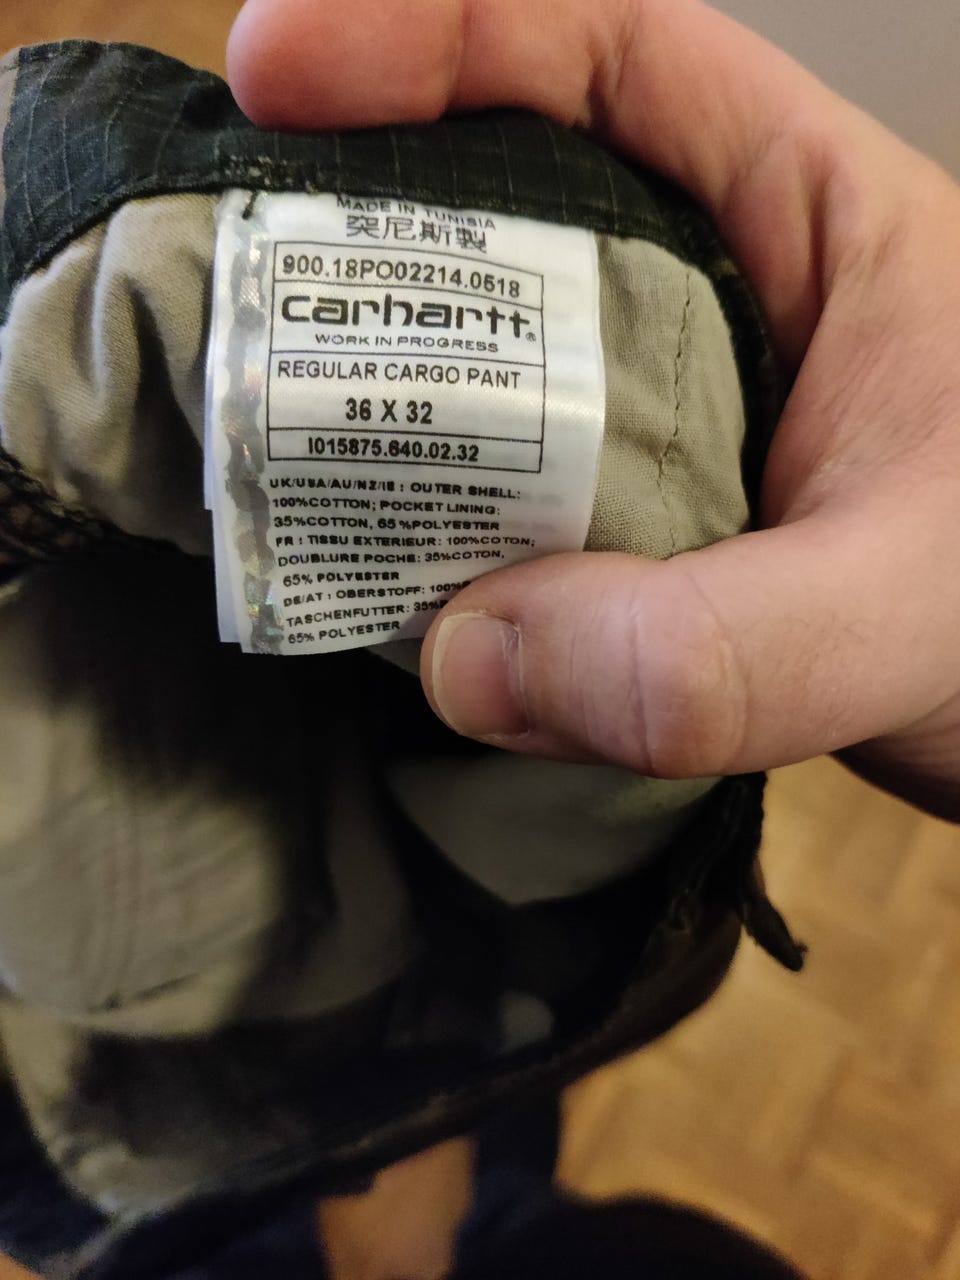 MADE IN TUNISIA
突尼斯製
900.18PO02214.0518
carhartt®
WORK IN PROGRESS
REGULAR CARGO PANT
36 X 32
I015875.640.02.32
UK/USA/AU/NZ/IE : OUTER SHELL:
100%COTTON; POCKET LINING:
35%COTTON, 65%POLYESTER
FR : TISSU EXTERIEUR: 100%COTON;
DOUBLURE POCHE: 35%COTON,
65% POLYESTER
DE/AT : OBERSTOFF: 100%
TASCHENFUTTER: 35%
65% POLYESTER